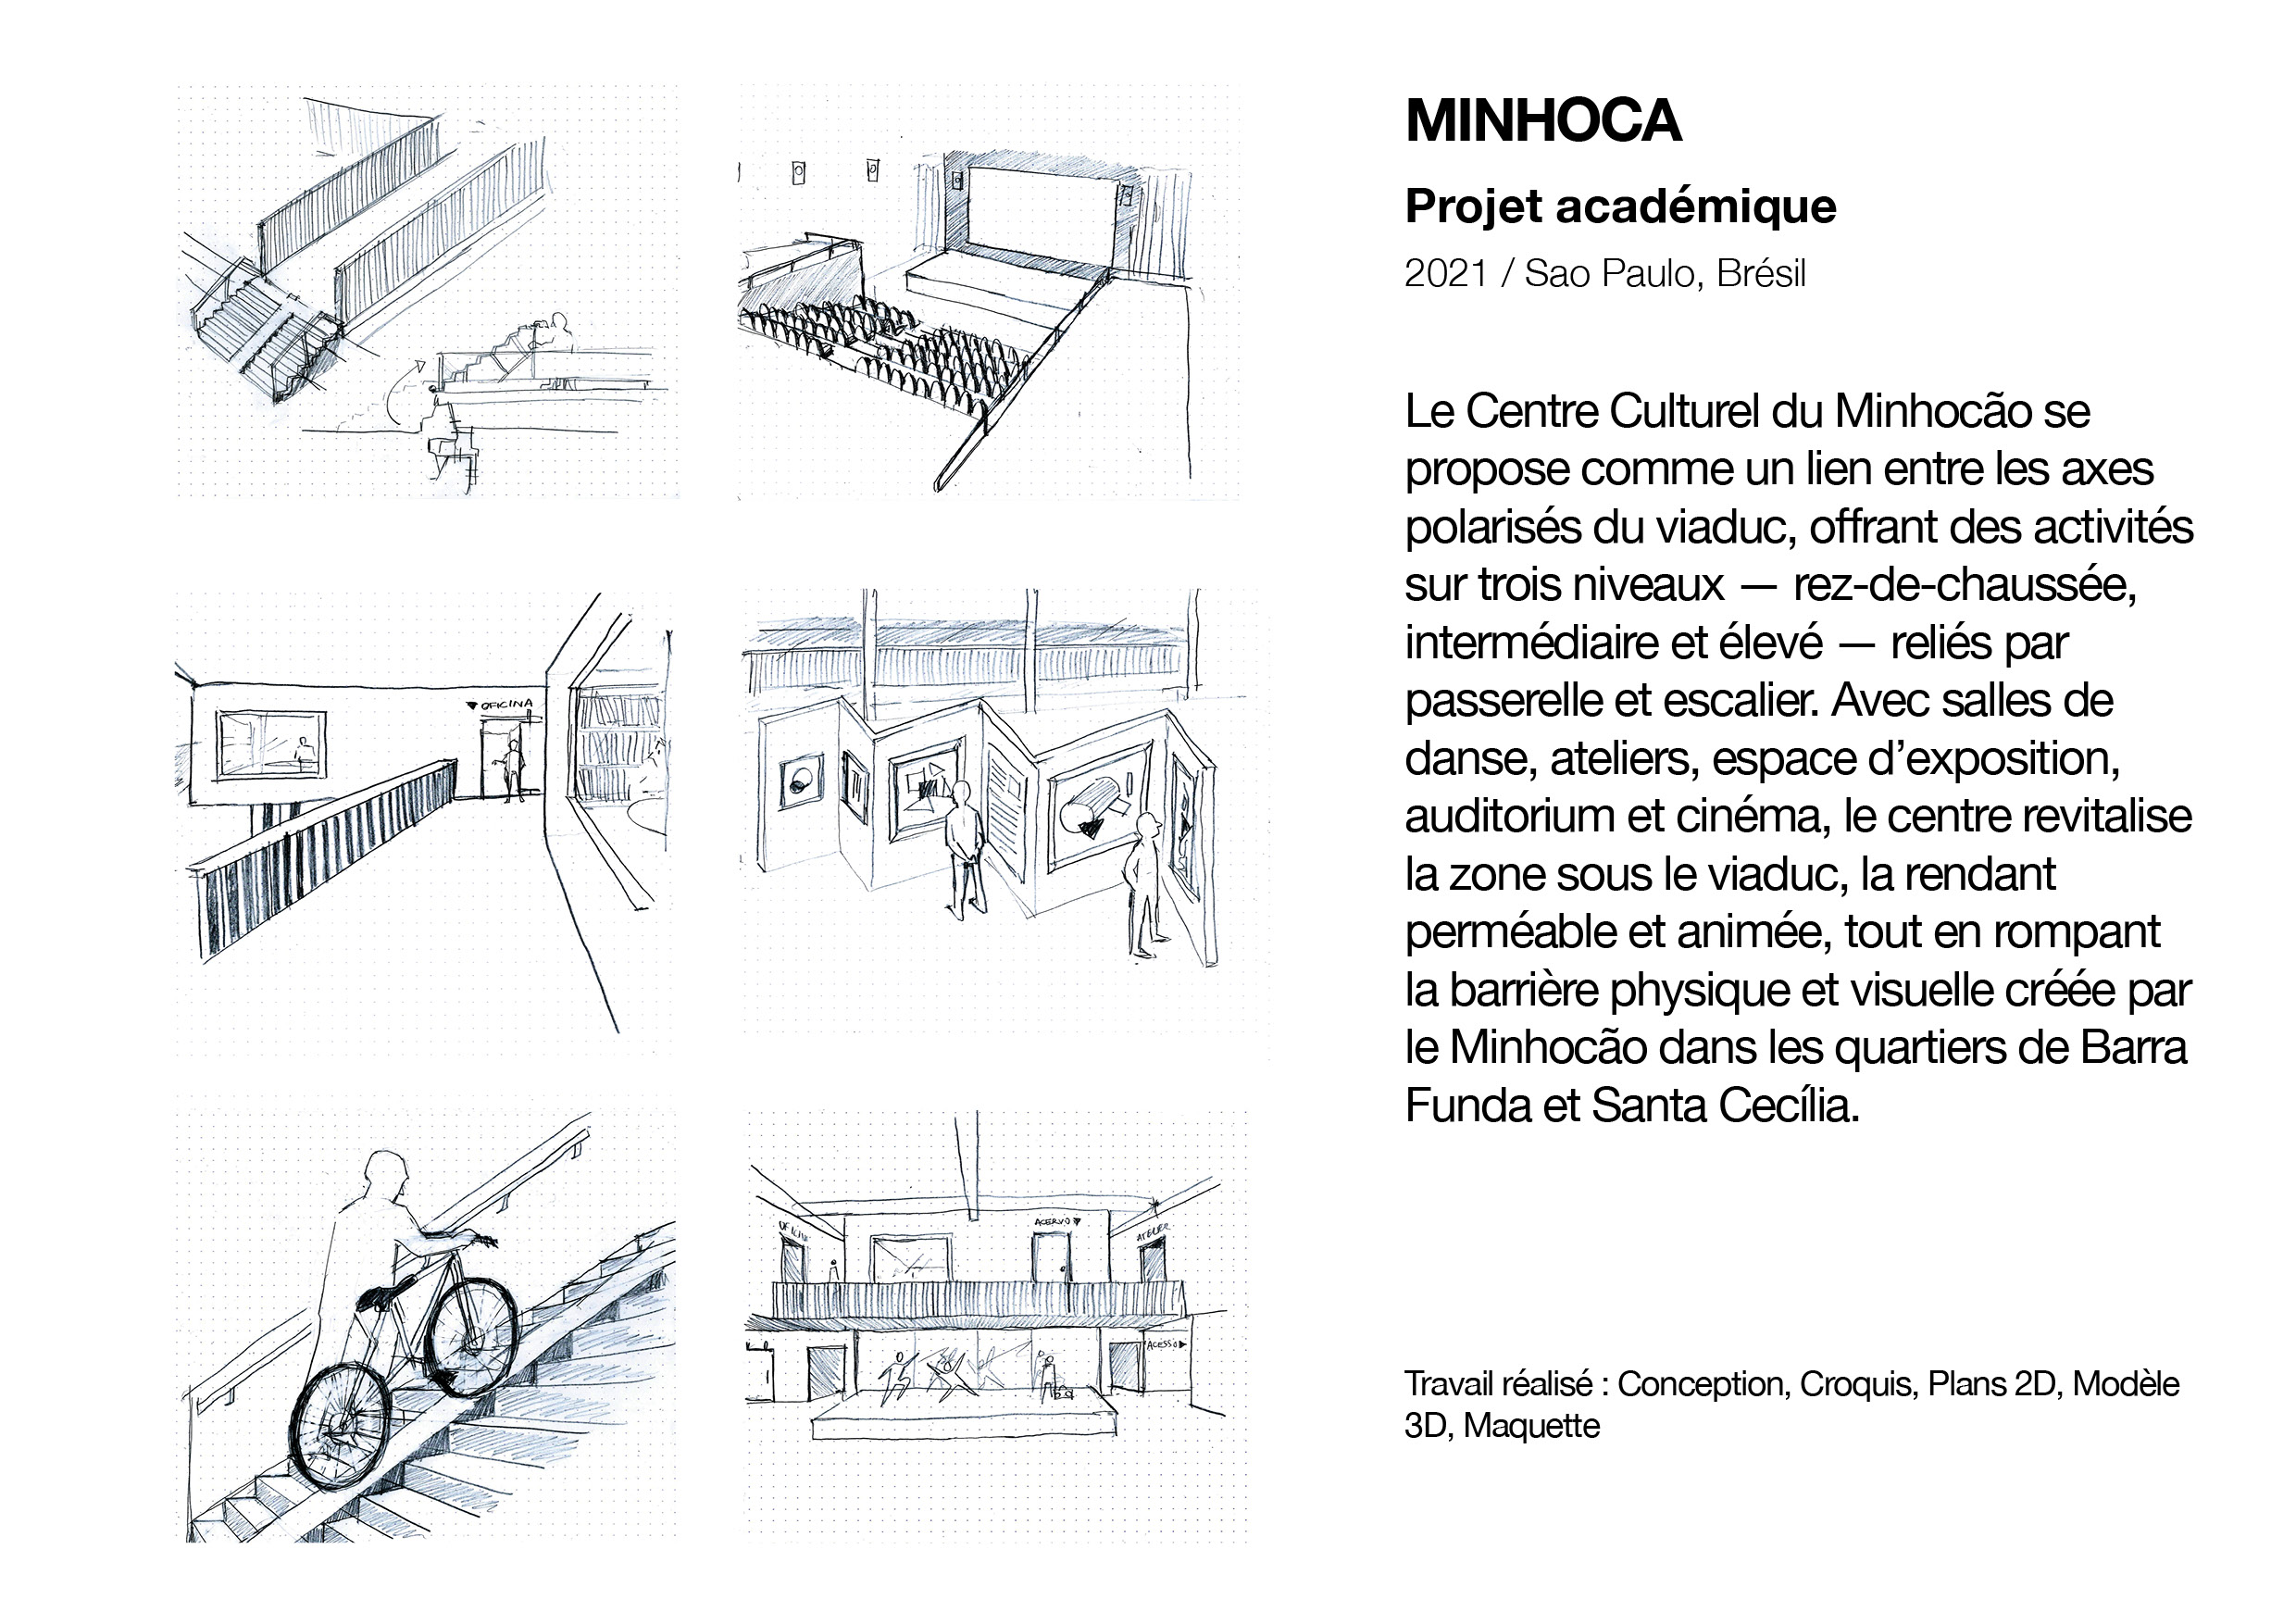 MINHOCA
Projet académique
2021 / Sao Paulo, Brésil
Le Centre Culturel du Minhocão se
propose comme un lien entre les axes
polarisés du viaduc, offrant des activités
sur trois niveaux — rez-de-chaussée,
intermédiaire et élevé — reliés par
passerelle et escalier. Avec salles de
danse, ateliers, espace d’exposition,
auditorium et cinéma, le centre revitalise
la zone sous le viaduc, la rendant
perméable et animée, tout en rompant
la barrière physique et visuelle créée par
le Minhocão dans les quartiers de Barra
Funda et Santa Cecília.
Travail réalisé : Conception, Croquis, Plans 2D, Modèle
3D, Maquette
OFICINA
ACERVO
ATELIER
ACESSO